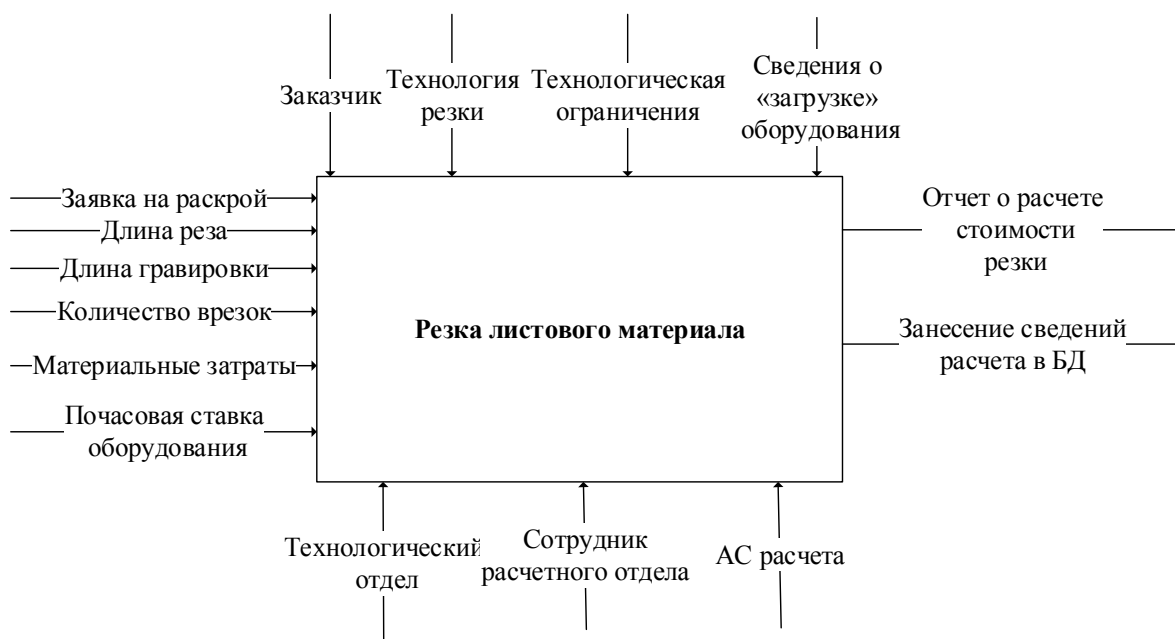 Заказчик
Технология
резки
Технологическая
ограничения
Сведения о
«загрузке»
оборудования
Заявка на раскрой
Длина реза
Длина гравировки
Количество врезок
Материальные затраты
Почасовая ставка
оборудования
Резка листового материала
Отчет о расчете
стоимости
резки
Занесение сведений
расчета в БД
Технологический
отдел
Сотрудник
расчетного отдела
АС расчета